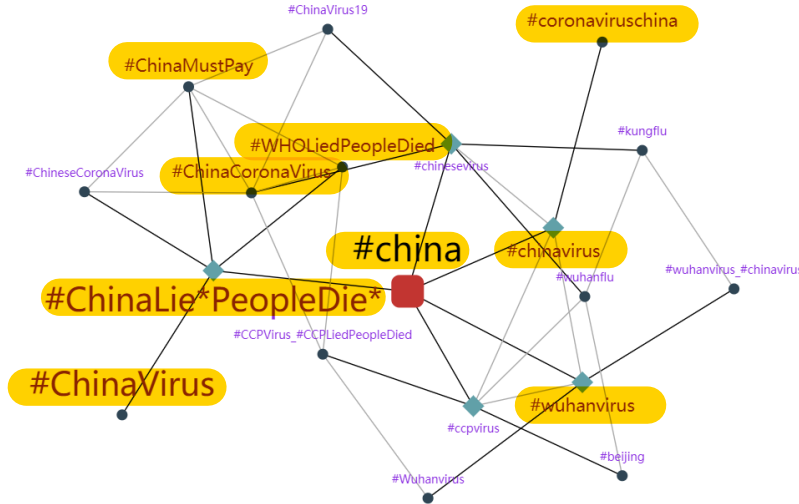 #ChinaVirus19
#coronaviruschina
#ChinaMustPay
#kungflu
#WHOLiedPeopleDied
#chinesevirus
#ChineseCoronaVirus
#ChinaCoronaVirus
#china
#chinavirus
#wuhanvirus_#chinavirus
#wuhanflu
#ChinaLie*PeopleDie*
#CCPVirus_#CCPLiedPeopleDied
#ChinaVirus
#wuhanvirus
#ccpvirus
#beijing
#Wuhanvirus